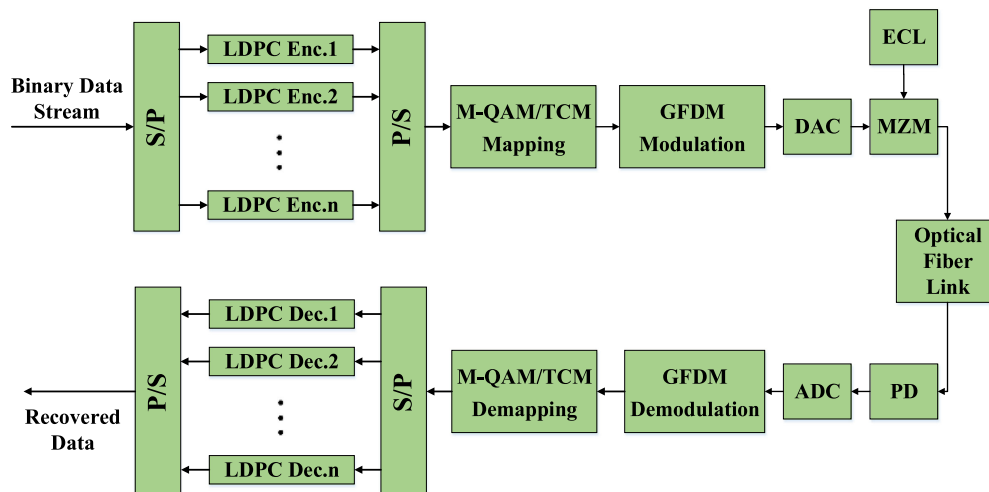 Binary Data
Stream
S/P
LDPC Enc.1
LDPC Enc.2
LDPC Enc.n
P/S
M-QAM/TCM
Mapping
GFDM
Modulation
DAC
ECL
MZM
Optical
Fiber
Link
PD
ADC
GFDM
Demodulation
M-QAM/TCM
Demapping
S/P
LDPC Dec.1
LDPC Dec.2
LDPC Dec.n
P/S
Recovered
Data